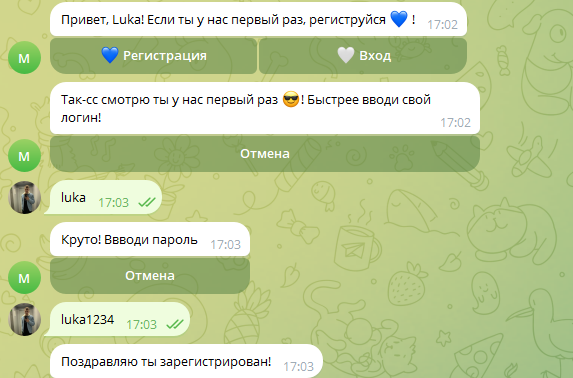 Привет, Luka! Если ты у нас первый раз, региструйся 💙 ! 17:02
💙 Регистрация 🤍 Вход
М
Так-сс смотрю ты у нас первый раз 😎! Быстрее вводи свой
логин! 17:02
М
Отмена
luka 17:03
Круто! Ввводи пароль 17:03
М
Отмена
luka1234 17:03
Поздравляю ты зарегистрирован! 17:03